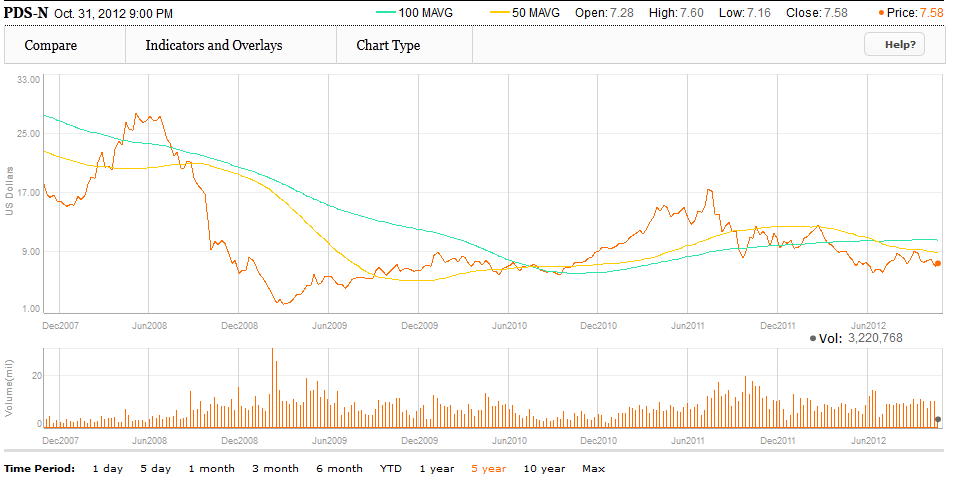 PDS-N Oct. 31, 2012 9:00 PM 100 MAVG 50 MAVG Open: 7.28 High: 7.60 Low: 7.16 Close: 7.58 Price: 7.58
Compare Indicators and Overlays Chart Type Help?
33.00
25.00
17.00
9.00
1.00
US Dollars
Dec2007 Jun2008 Dec2008 Jun2009 Dec2009 Jun2010 Dec2010 Jun2011 Dec2011 Jun2012
Vol: 3,220,768
20
0
Volume(mil)
Dec2007 Jun2008 Dec2008 Jun2009 Dec2009 Jun2010 Dec2010 Jun2011 Dec2011 Jun2012
Time Period: 1 day 5 day 1 month 3 month 6 month YTD 1 year 5 year 10 year Max